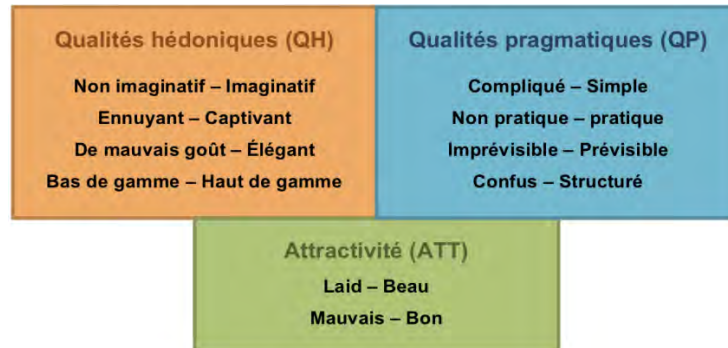 Qualités hédoniques (QH)
Non imaginatif – Imaginatif
Ennuyant – Captivant
De mauvais goût – Élégant
Bas de gamme – Haut de gamme
Qualités pragmatiques (QP)
Compliqué – Simple
Non pratique – pratique
Imprévisible – Prévisible
Confus – Structuré
Attractivité (ATT)
Laid – Beau
Mauvais – Bon